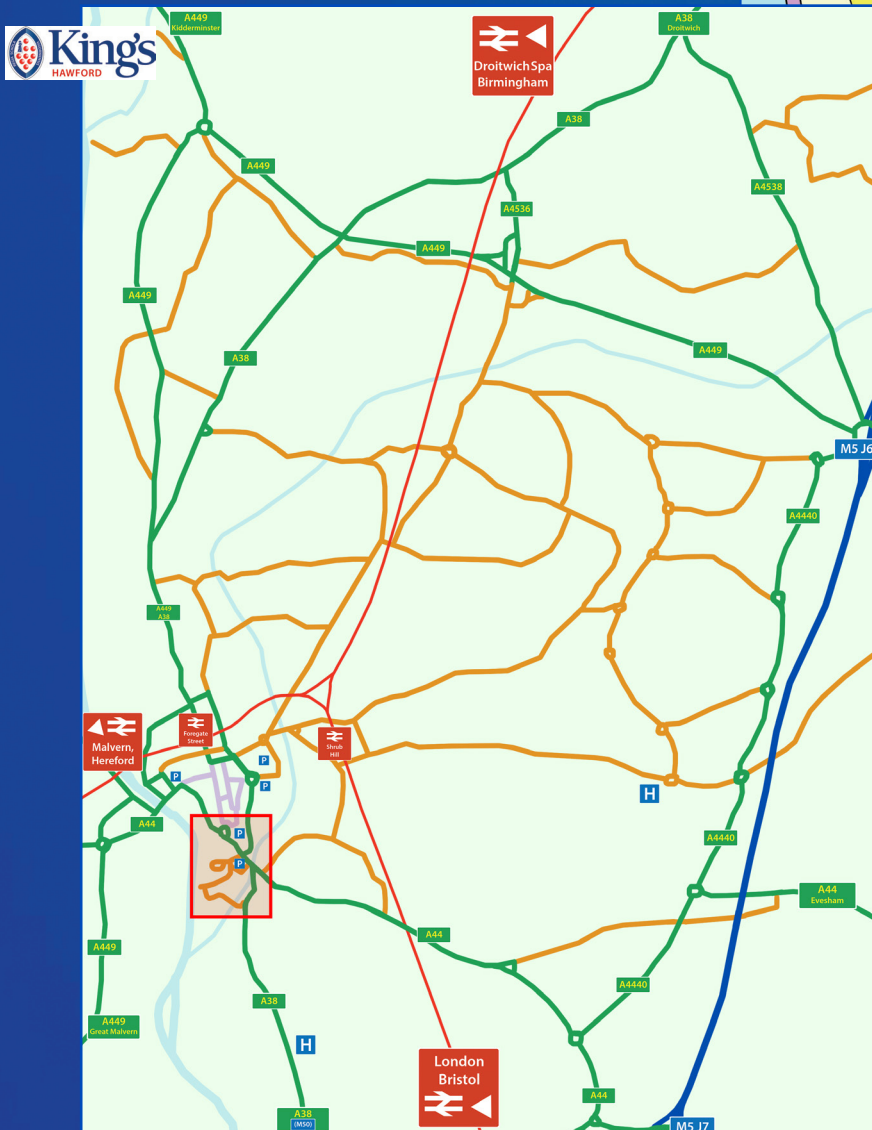 King's
HAWFORD
A449
Kidderminster
A38
Droitwich
Droitwich Spa
Birmingham
A38
A449
A4538
A4536
A449
A449
A38
A449
M5 J6
A4440
A449
A38
Malvern,
Hereford
Foregate
Street
Shrub
Hill
P
P
P
H
A44
P
A4440
P
A44
Evesham
A44
A449
A4440
A38
A449
Great Malvern
H
London
Bristol
A44
A38
(M50)
M5 J7